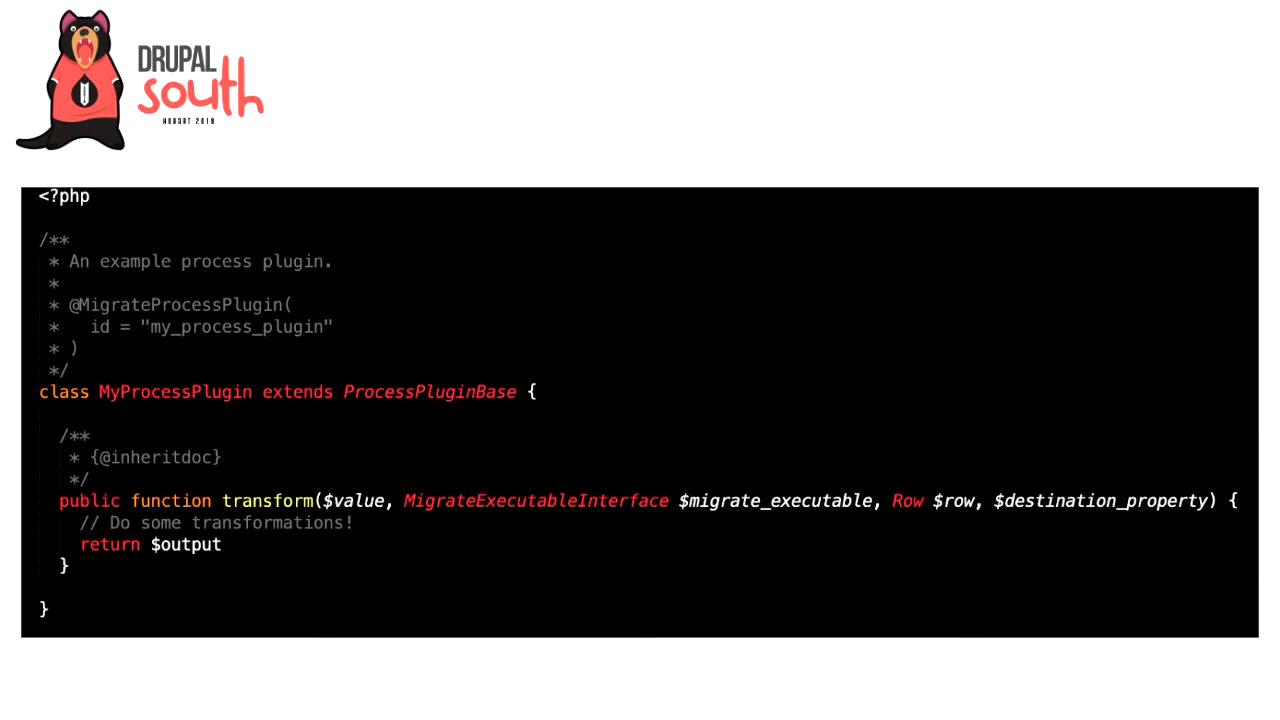 DRUPAL
south
HOBART 2019
<?php
/**
 * An example process plugin.
 *
 * @MigrateProcessPlugin(
 *   id = "my_process_plugin"
 * )
 */
class MyProcessPlugin extends ProcessPluginBase {
  /**
   * {@inheritdoc}
   */
  public function transform($value, MigrateExecutableInterface $migrate_executable, Row $row, $destination_property) {
    // Do some transformations!
    return $output
  }
}